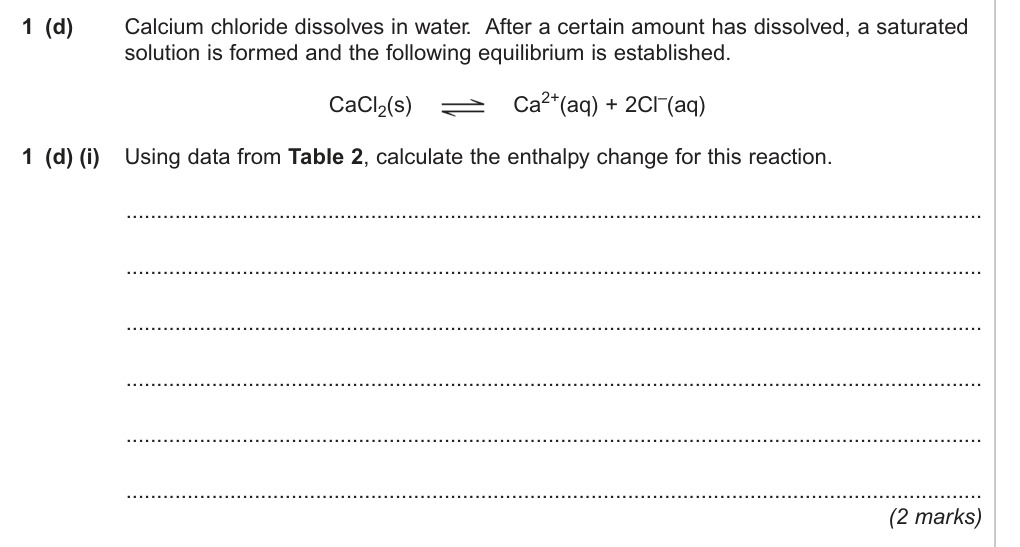 1 (d) Calcium chloride dissolves in water. After a certain amount has dissolved, a saturated
solution is formed and the following equilibrium is established.
CaCl₂(s) ⇌ Ca²⁺(aq) + 2Cl⁻(aq)
1 (d) (i) Using data from Table 2, calculate the enthalpy change for this reaction.
(2 marks)